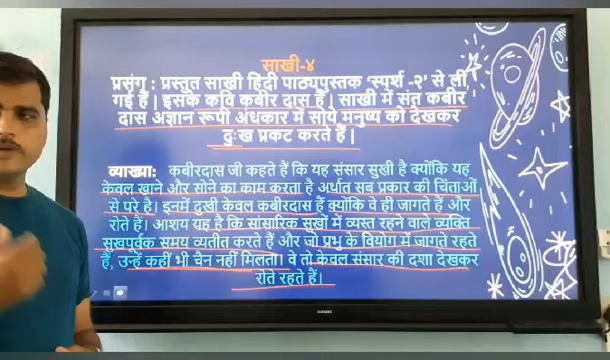 साखी-४
प्रसंग : प्रस्तुत साखी हिंदी पाठ्यपुस्तक ‘स्पर्श -२’ से ली
गई है | इसके कवि कबीर दास हैं | साखी में संत कबीर
दास अज्ञान रूपी अंधकार में सोये मनुष्य को देखकर
दुःख प्रकट करते हैं |
व्याख्या: कबीरदास जी कहते हैं कि यह संसार सुखी है क्योंकि यह
केवल खाने और सोने का काम करता है अर्थात सब प्रकार की चिंताओं
से परे है। इनमें दुखी केवल कबीरदास हैं क्योंकि वे ही जागते हैं और
रोते हैं। आशय यह है कि सांसारिक सुखों में व्यस्त रहने वाले व्यक्ति
सुखपूर्वक समय व्यतीत करते हैं और जो प्रभु के वियोग में जागते रहते
हैं, उन्हें कहीं भी चैन नहीं मिलता। वे तो केवल संसार की दशा देखकर
रोते रहते हैं।